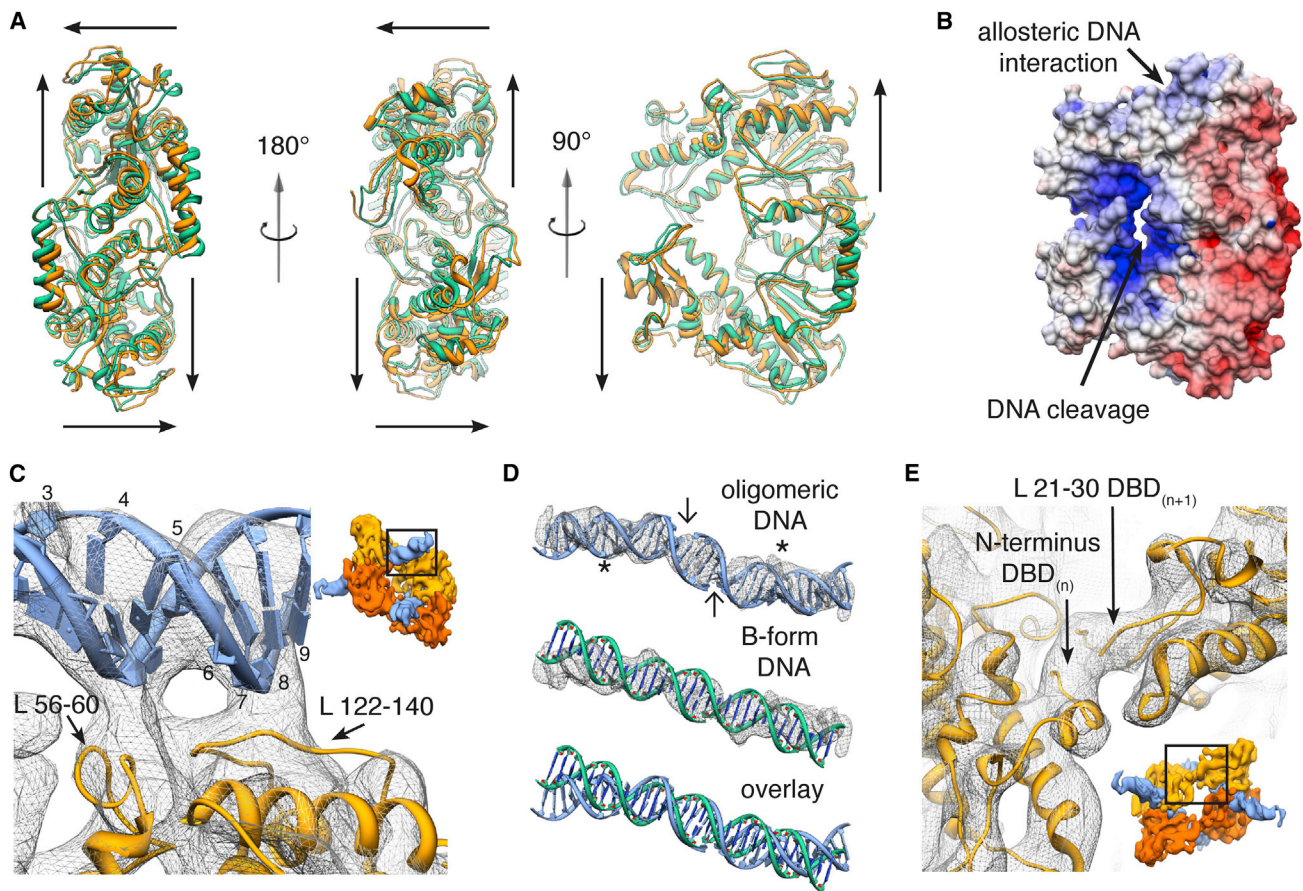 A
180°
90°
B
allosteric DNA
interaction
DNA cleavage
C
3
4
5
6
7
8
9
L 56-60
L 122-140
D
oligomeric
DNA
*
*
B-form
DNA
overlay
E
L 21-30 DBD(n+1)
N-terminus
DBD(n)